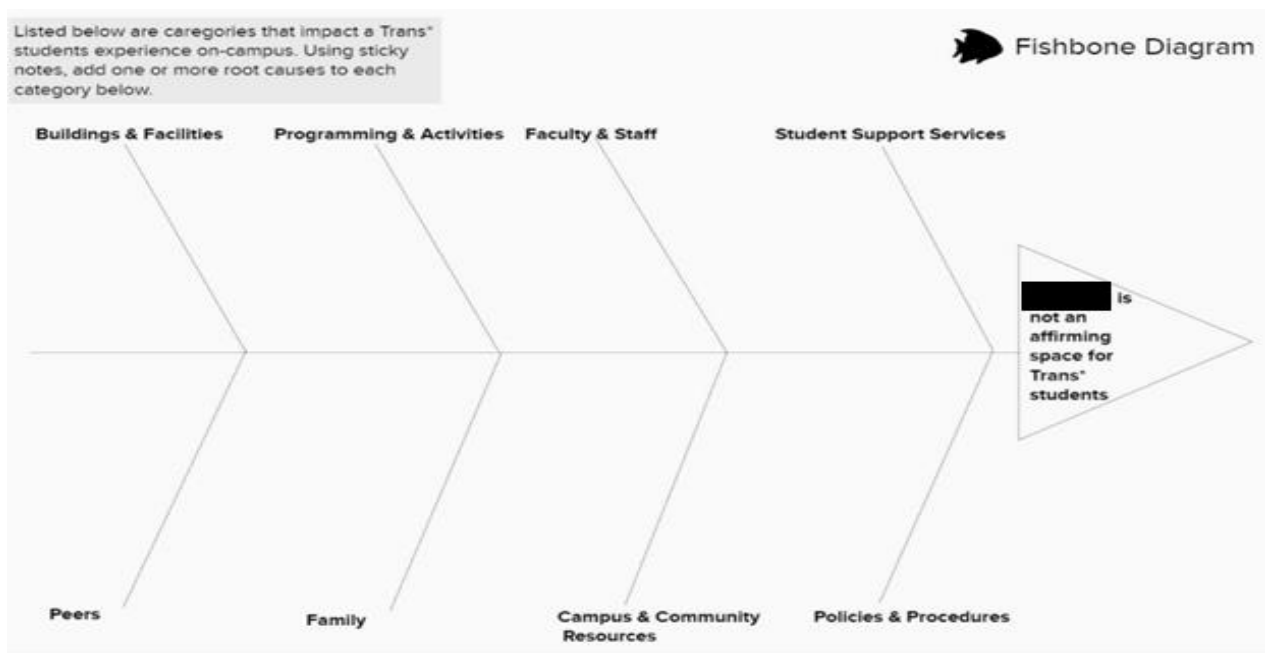 Listed below are caregories that impact a Trans*
students experience on-campus. Using sticky
notes, add one or more root causes to each
category below.
Fishbone Diagram
Buildings & Facilities
Programming & Activities
Faculty & Staff
Student Support Services
is
not an
affirming
space for
Trans*
students
Peers
Family
Campus & Community
Resources
Policies & Procedures